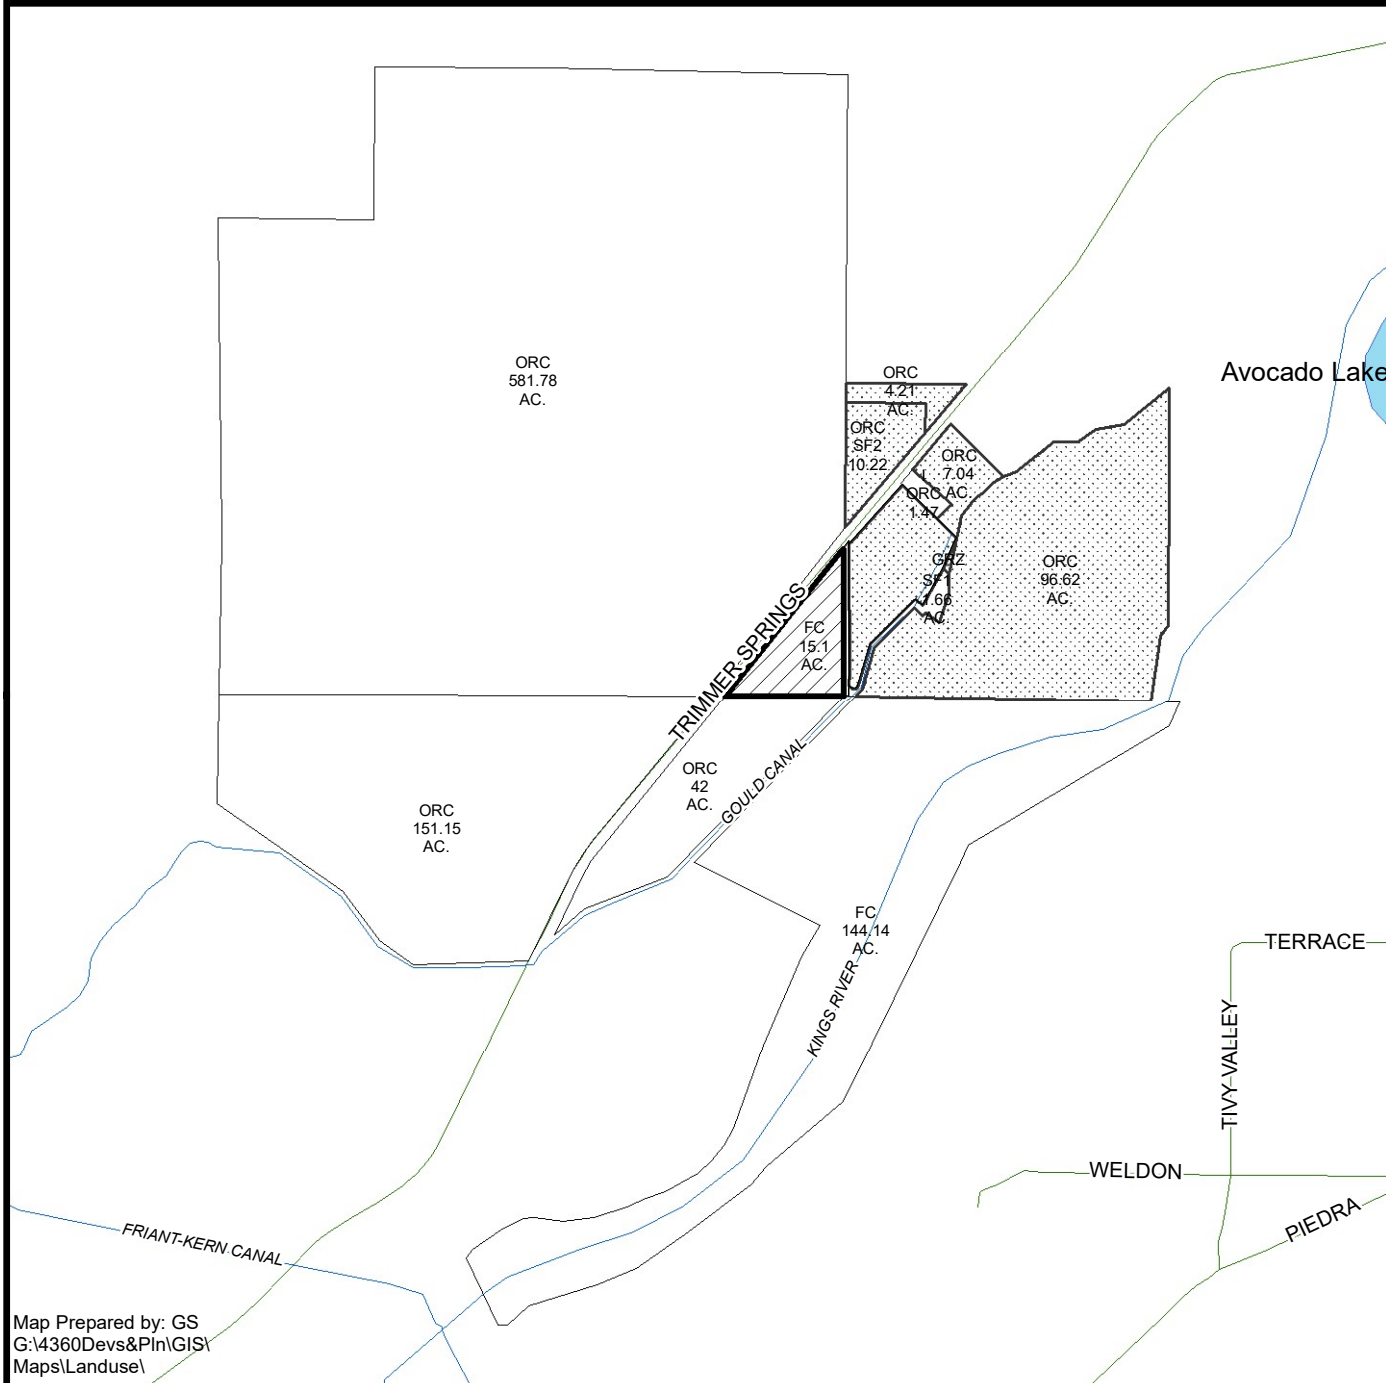 ORC
581.78
AC.
ORC
4.21
AC.
Avocado Lake
ORC
SF2
10.22
ORC
7.04
AC.
ORC
1.47
GRZ
SF1
1.66
AC.
ORC
96.62
AC.
TRIMMER SPRINGS
FC
15.1
AC.
ORC
42
AC.
GOULD CANAL
ORC
151.15
AC.
FC
144.14
AC.
KINGS RIVER
TERRACE
TIVY VALLEY
WELDON
PIEDRA
FRIANT-KERN CANAL
Map Prepared by: GS
G:\4360Devs&Pln\GIS\
Maps\Landuse\